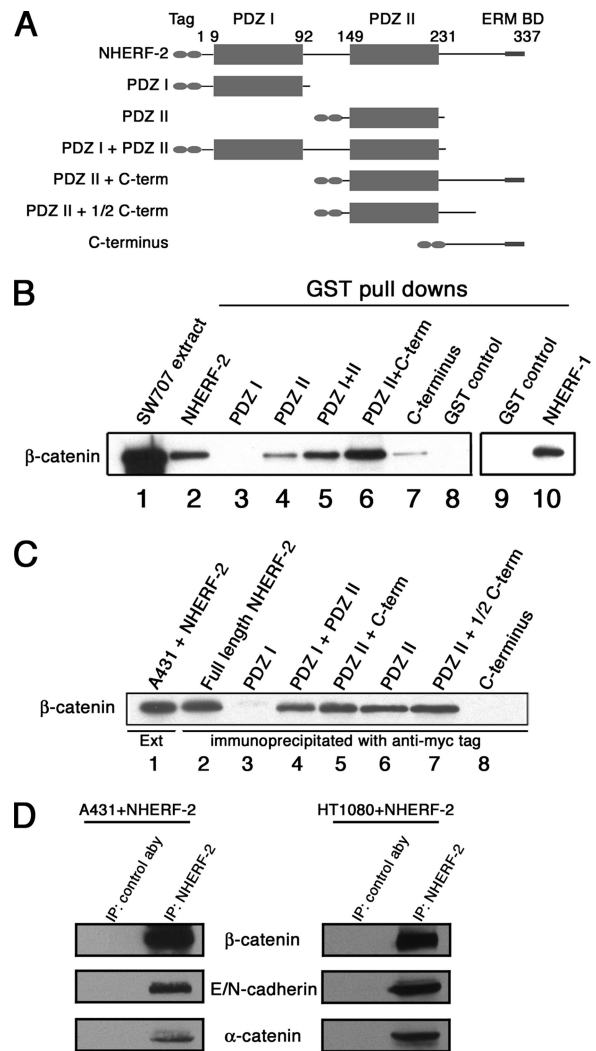 A
Tag PDZ I PDZ II ERM BD
1 9 92 149 231 337
NHERF-2
PDZ I
PDZ II
PDZ I + PDZ II
PDZ II + C-term
PDZ II + 1/2 C-term
C-terminus
B
GST pull downs
SW707 extract NHERF-2 PDZ I PDZ II PDZ I+II PDZ II+C-term C-terminus GST control GST control NHERF-1
β-catenin
1 2 3 4 5 6 7 8 9 10
C
A431 + NHERF-2 Full length NHERF-2 PDZ I PDZ I + PDZ II PDZ II + C-term PDZ II PDZ II + 1/2 C-term C-terminus
β-catenin
Ext immunoprecipitated with anti-myc tag
1 2 3 4 5 6 7 8
D
A431+NHERF-2 HT1080+NHERF-2
IP: control aby IP: NHERF-2 IP: control aby IP: NHERF-2
β-catenin
E/N-cadherin
α-catenin